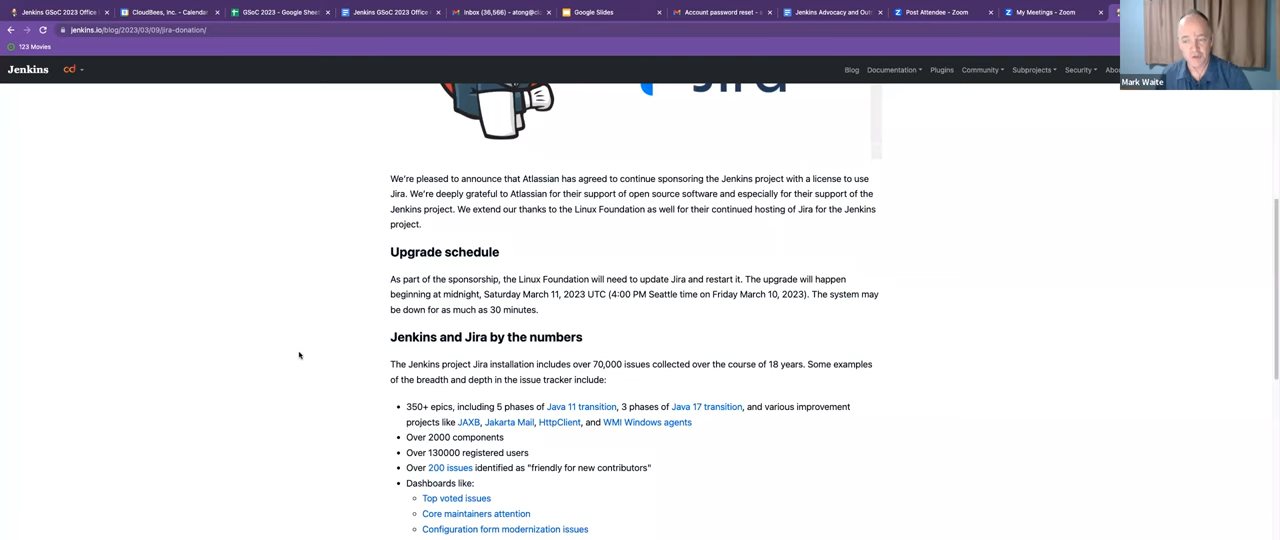 Jenkins GSoC 2023 Office
CloudBees, Inc. - Calenda
GSoC 2023 - Google Shee
Jenkins GSoC 2023 Office
Inbox (36,566) - atong@cl
Google Slides
Account password reset - a
Jenkins Advocacy and Out
Post Attendee - Zoom
My Meetings - Zoom
jenkins.io/blog/2023/03/09/jira-donation/
123 Movies
Jenkins
cd
Blog
Documentation
Plugins
Community
Subprojects
Security
Abo
Mark Waite
Jira
We're pleased to announce that Atlassian has agreed to continue sponsoring the Jenkins project with a license to use
Jira. We're deeply grateful to Atlassian for their support of open source software and especially for their support of the
Jenkins project. We extend our thanks to the Linux Foundation as well for their continued hosting of Jira for the Jenkins
project.
Upgrade schedule
As part of the sponsorship, the Linux Foundation will need to update Jira and restart it. The upgrade will happen
beginning at midnight, Saturday March 11, 2023 UTC (4:00 PM Seattle time on Friday March 10, 2023). The system may
be down for as much as 30 minutes.
Jenkins and Jira by the numbers
The Jenkins project Jira installation includes over 70,000 issues collected over the course of 18 years. Some examples
of the breadth and depth in the issue tracker include:
• 350+ epics, including 5 phases of Java 11 transition, 3 phases of Java 17 transition, and various improvement
projects like JAXB, Jakarta Mail, HttpClient, and WMI Windows agents
• Over 2000 components
• Over 130000 registered users
• Over 200 issues identified as "friendly for new contributors"
• Dashboards like:
Top voted issues
Core maintainers attention
Configuration form modernization issues